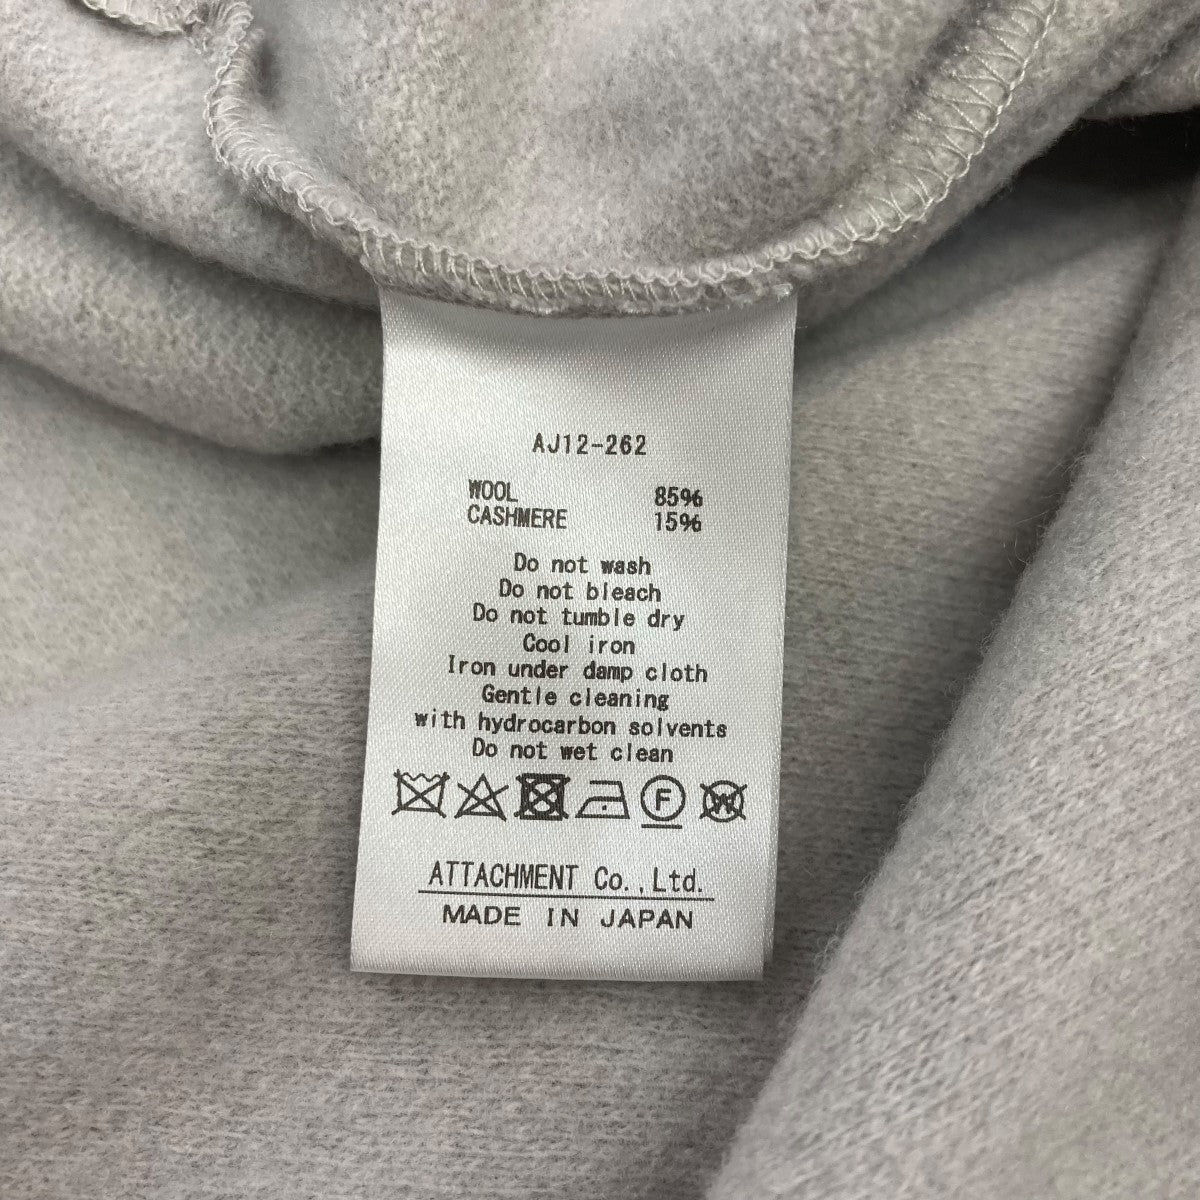 AJ12-262
WOOL 85%
CASHMERE 15%
Do not wash
Do not bleach
Do not tumble dry
Cool iron
Iron under damp cloth
Gentle cleaning
with hydrocarbon solvents
Do not wet clean
F W
ATTACHMENT Co.,Ltd.
MADE IN JAPAN